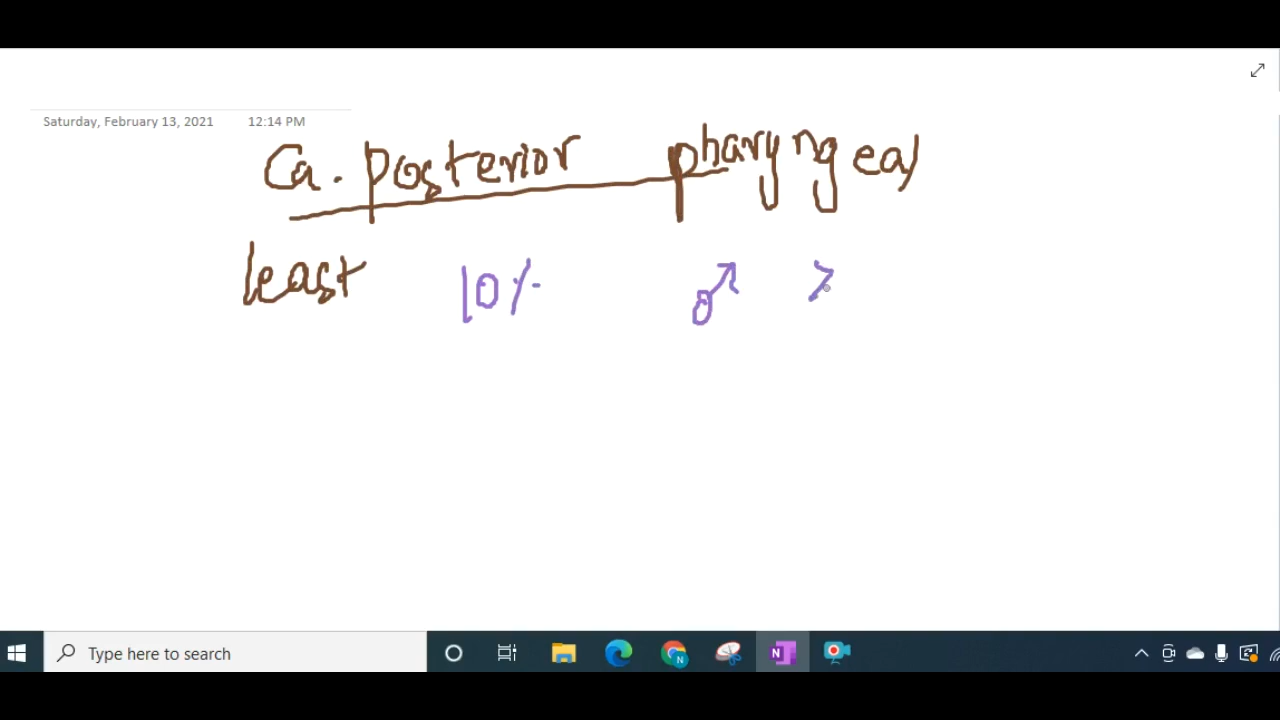 Saturday, February 13, 2021 12:14 PM
Ca. posterior pharyngeal
least 10% ♂ >
Type here to search